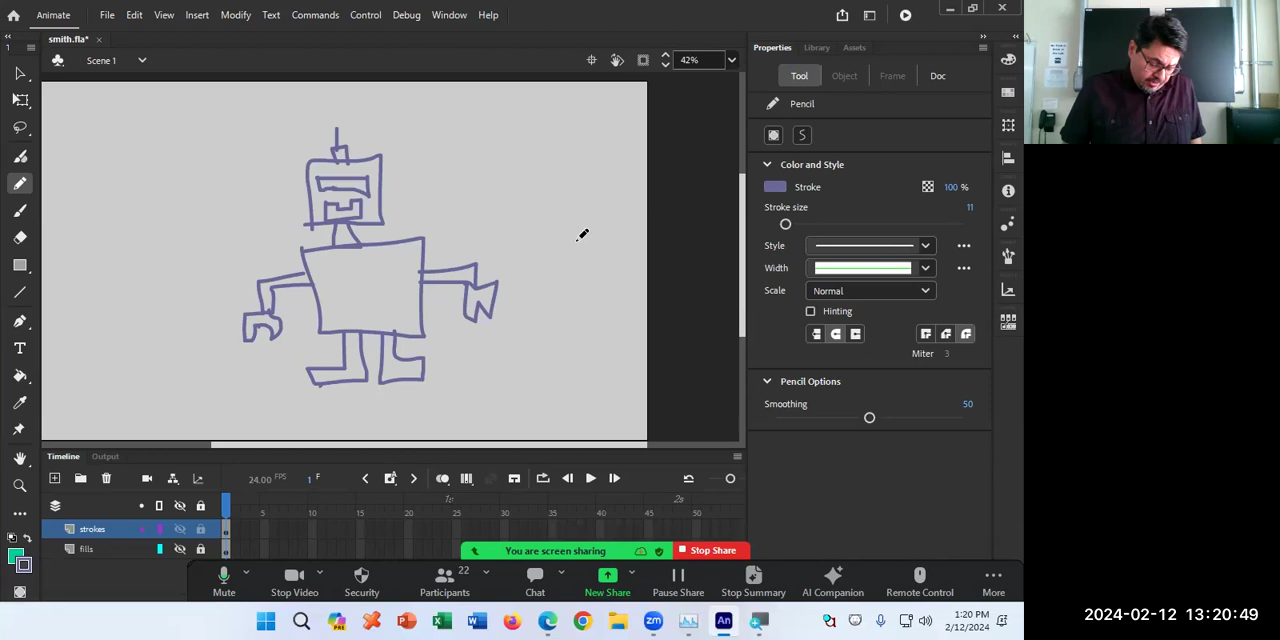 Animate File Edit View Insert Modify Text Commands Control Debug Window Help
smith.fla* ×
1 Scene 1 42%
Properties Library Assets
Tool Object Frame Doc
Pencil
Color and Style
Stroke 100 %
Stroke size 11
Style
Width
Scale Normal
Hinting
Miter 3
Pencil Options
Smoothing 50
Timeline Output
24.00 FPS 1 F
1s 2s
5 10 15 20 25 30 35 40 45 50
strokes
fills
You are screen sharing Stop Share
22
Mute Stop Video Security Participants Chat New Share Pause Share Stop Summary AI Companion Remote Control More
1:20 PM
2/12/2024
2024-02-12 13:20:49